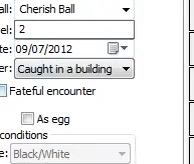 all: Cherish Ball
el: 2
te: 09/07/2012
er: Caught in a building
Fateful encounter
As egg
conditions
e: Black/White